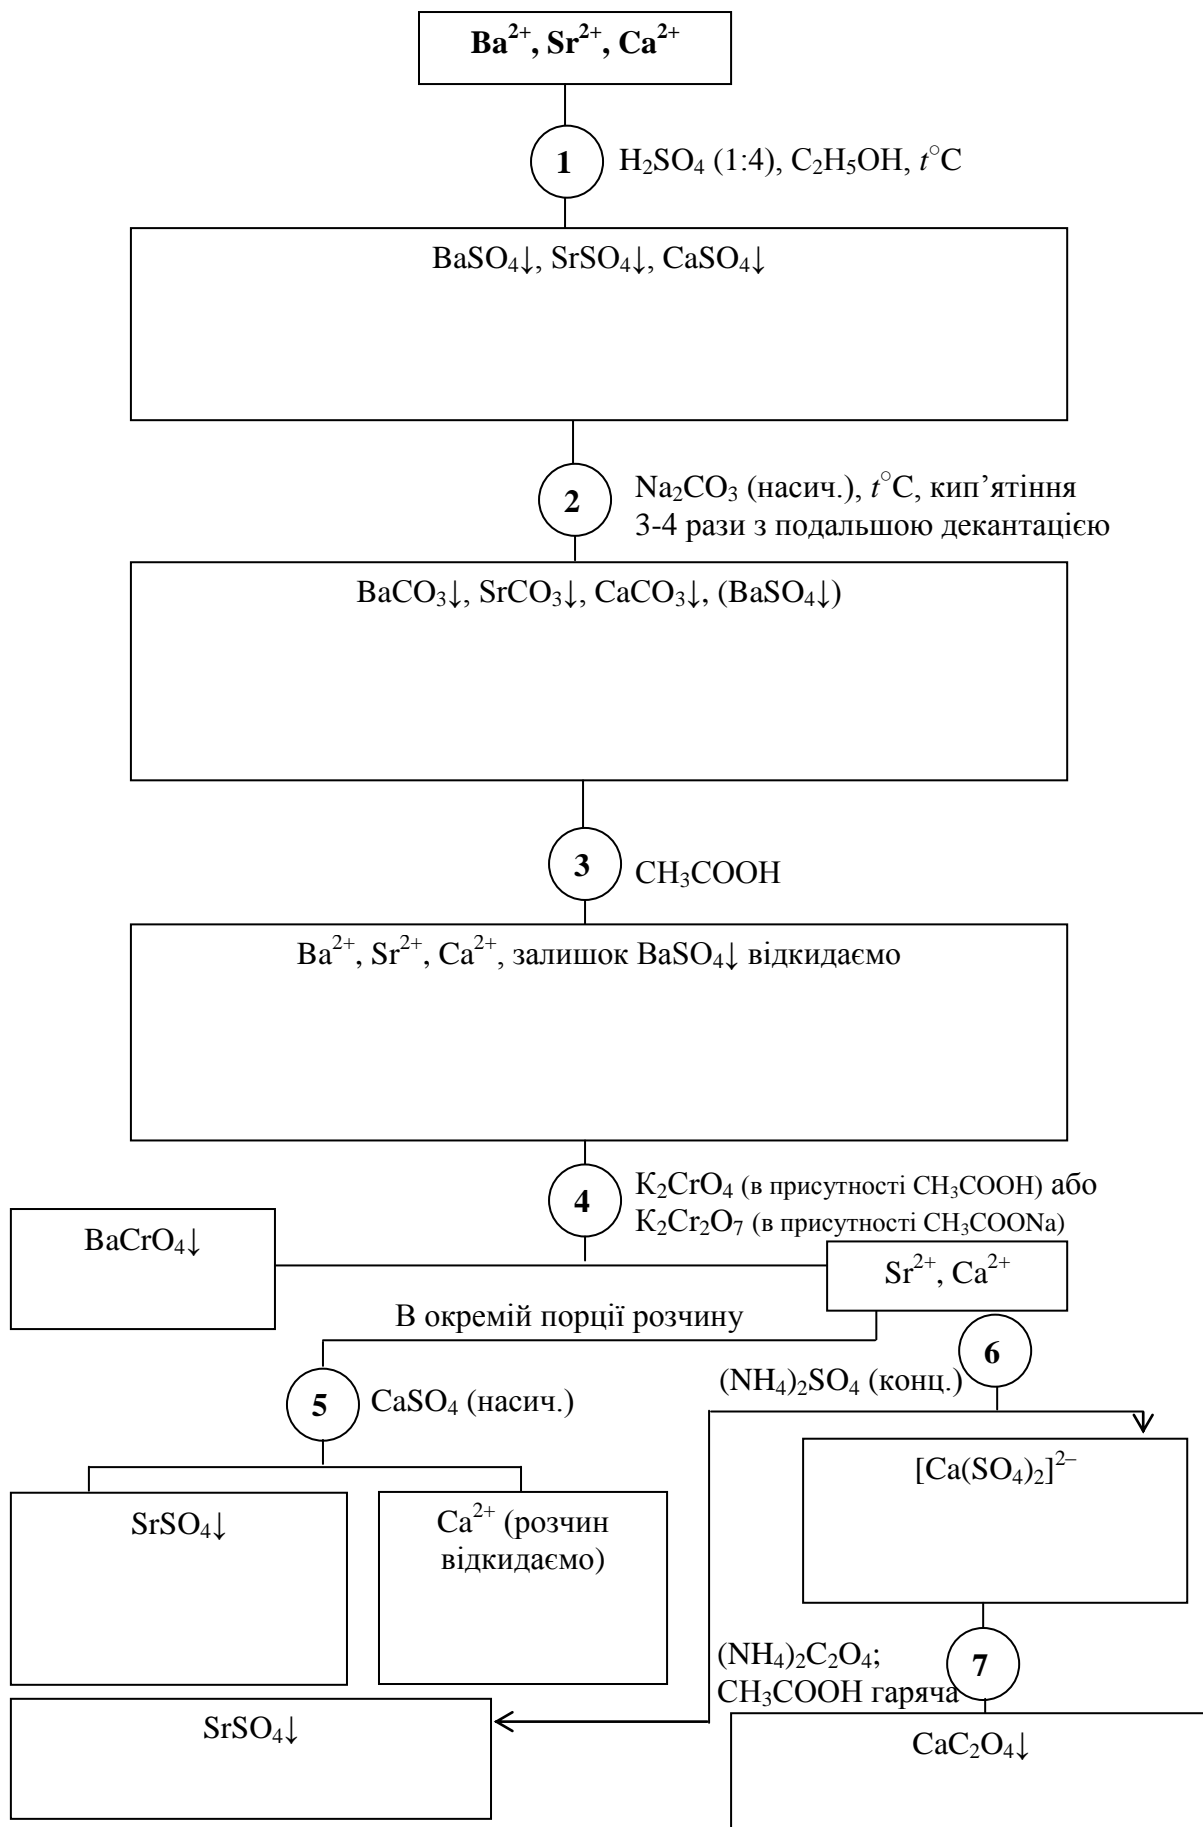 Ba²⁺, Sr²⁺, Ca²⁺
1
H₂SO₄ (1:4), C₂H₅OH, t°C
BaSO₄↓, SrSO₄↓, CaSO₄↓
2
Na₂CO₃ (насич.), t°C, кип’ятіння
3-4 рази з подальшою декантацією
BaCO₃↓, SrCO₃↓, CaCO₃↓, (BaSO₄↓)
3
CH₃COOH
Ba²⁺, Sr²⁺, Ca²⁺, залишок BaSO₄↓ відкидаємо
4
K₂CrO₄ (в присутності CH₃COOH) або
K₂Cr₂O₇ (в присутності CH₃COONa)
BaCrO₄↓
Sr²⁺, Ca²⁺
В окремій порції розчину
6
(NH₄)₂SO₄ (конц.)
5
CaSO₄ (насич.)
[Ca(SO₄)₂]²⁻
SrSO₄↓
Ca²⁺ (розчин
відкидаємо)
7
(NH₄)₂C₂O₄;
CH₃COOH гаряча
SrSO₄↓
CaC₂O₄↓